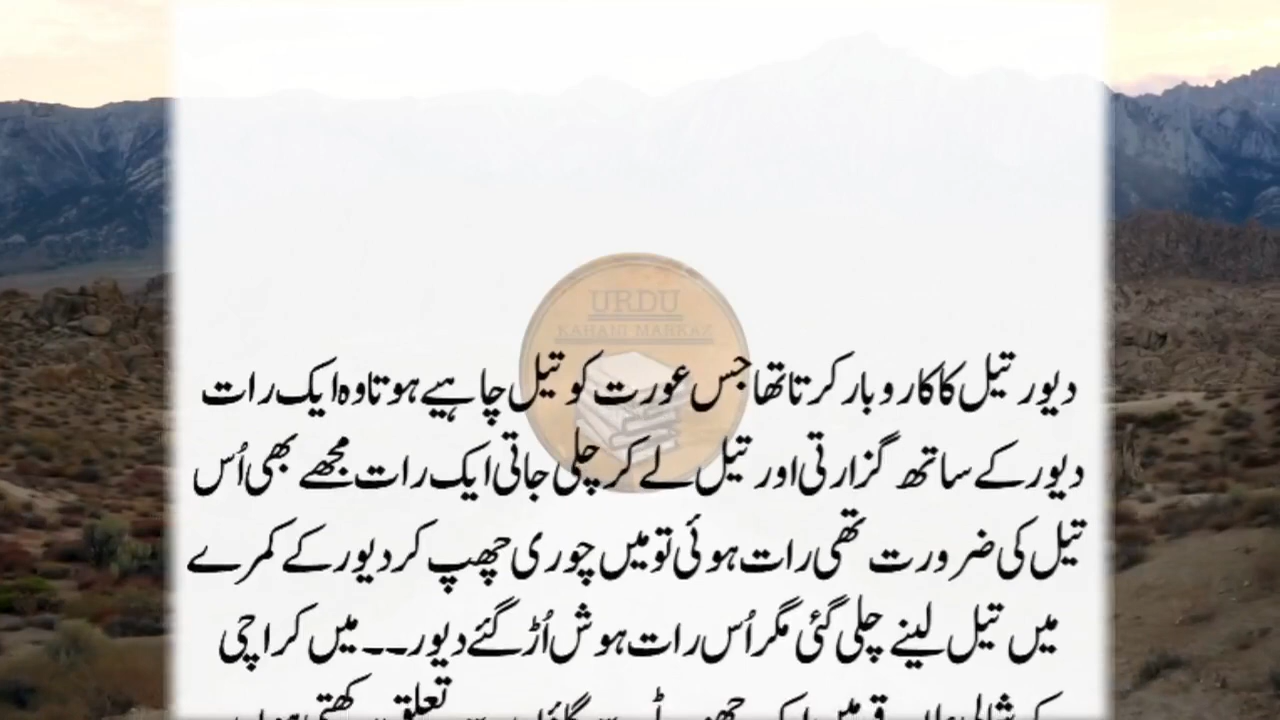 URDU
KAHANI MARKAZ
دیور تیل کا کاروبار کرتا تھا جس عورت کو تیل چاہیے ہوتا وہ ایک رات
دیور کے ساتھ گزارتی اور تیل لے کر چلی جاتی ایک رات مجھے بھی اُس
تیل کی ضرورت تھی رات ہوئی تو میں چوری چھپ کر دیور کے کمرے
میں تیل لینے چلی گئی مگر اُس رات ہوش اُڑ گئے دیور۔۔ میں کراچی